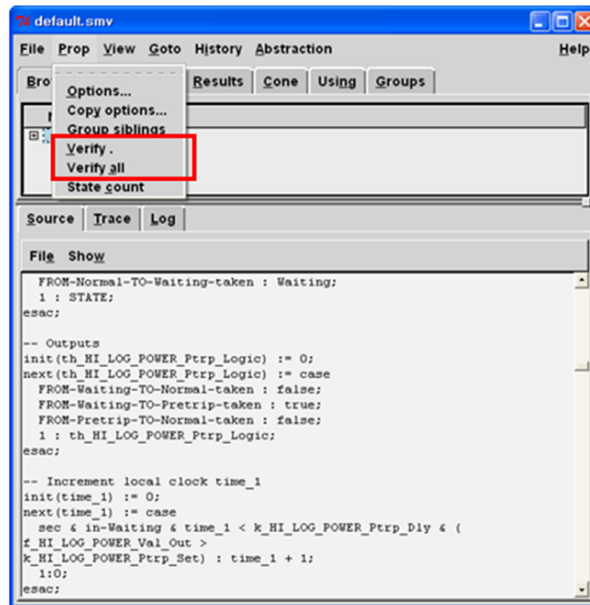 default.smv
File Prop View Goto History Abstraction Help
Results Cone Using Groups
Options...
Copy options...
Group siblings
Verify .
Verify all
State count
Source Trace Log
File Show
FROM-Normal-TO-Waiting-taken : Waiting;
1 : STATE;
esac;
-- Outputs
init(th_HI_LOG_POWER_Ptrp_Logic) := 0;
next(th_HI_LOG_POWER_Ptrp_Logic) := case
FROM-Waiting-TO-Normal-taken : false;
FROM-Waiting-TO-Pretrip-taken : true;
FROM-Pretrip-TO-Normal-taken : false;
1 : th_HI_LOG_POWER_Ptrp_Logic;
esac;
-- Increment local clock time_1
init(time_1) := 0;
next(time_1) := case
sec & in-Waiting & time_1 < k_HI_LOG_POWER_Ptrp_Dly & (
f_HI_LOG_POWER_Val_Out >
k_HI_LOG_POWER_Ptrp_Set) : time_1 + 1;
1:0;
esac;